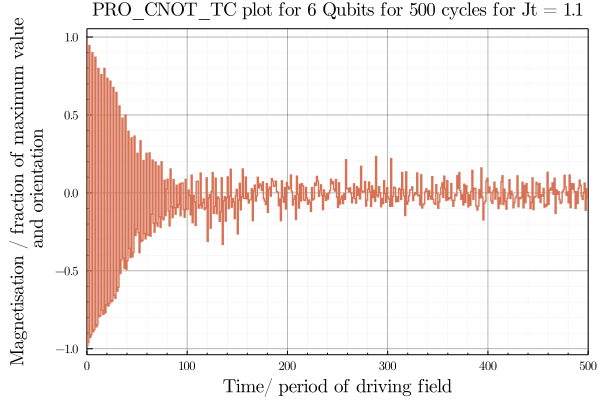 PRO_CNOT_TC plot for 6 Qubits for 500 cycles for Jt = 1.1
Magnetisation / fraction of maximum value
and orientation
1.0
0.5
0.0
−0.5
−1.0
0 100 200 300 400 500
Time/ period of driving field